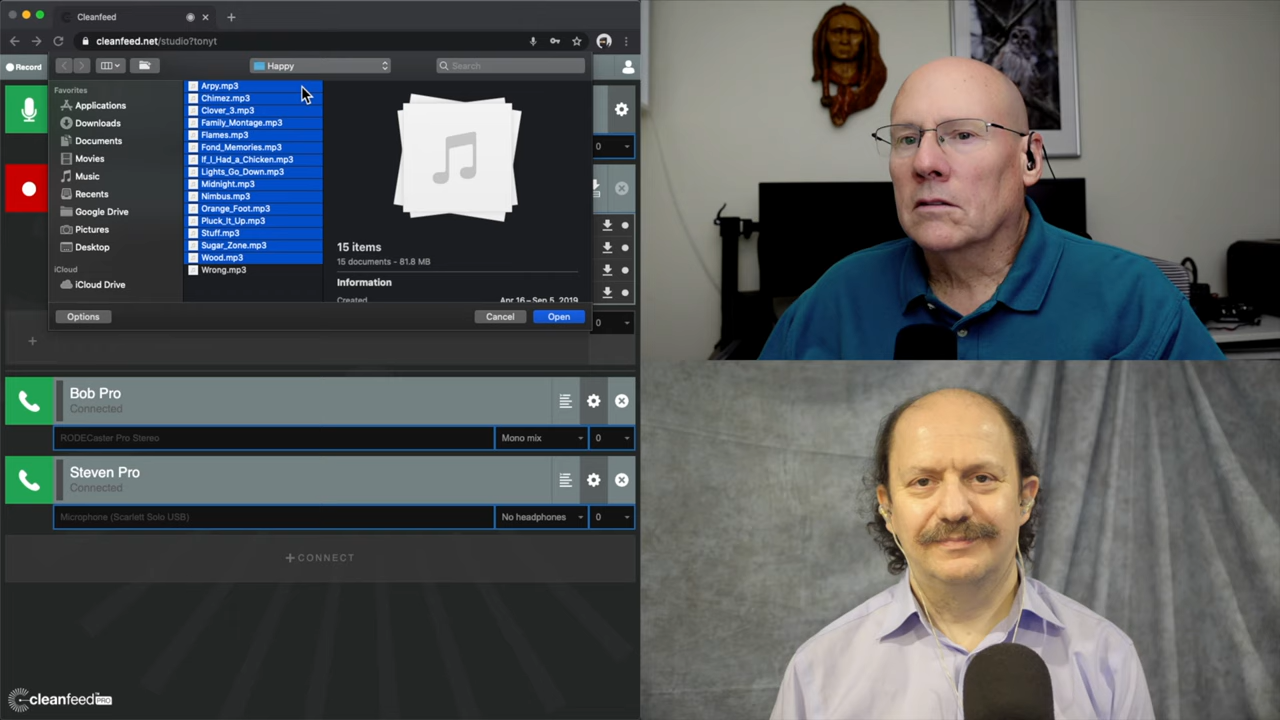 Cleanfeed
cleanfeed.net/studio?tonyt
Record
Happy
Search
Favorites
Applications
Downloads
Documents
Movies
Music
Recents
Google Drive
Pictures
Desktop
iCloud
iCloud Drive
Arpy.mp3
Chimez.mp3
Clover_3.mp3
Family_Montage.mp3
Flames.mp3
Fond_Memories.mp3
If_I_Had_a_Chicken.mp3
Lights_Go_Down.mp3
Midnight.mp3
Nimbus.mp3
Orange_Foot.mp3
Pluck_It_Up.mp3
Stuff.mp3
Sugar_Zone.mp3
Wood.mp3
Wrong.mp3
15 items
15 documents - 81.8 MB
Information
Created Apr 16 – Sep 5, 2019
Options
Cancel
Open
0
0
Bob Pro
Connected
RODECaster Pro Stereo
Mono mix
0
Steven Pro
Connected
Microphone (Scarlett Solo USB)
No headphones
0
+CONNECT
cleanfeed PRO